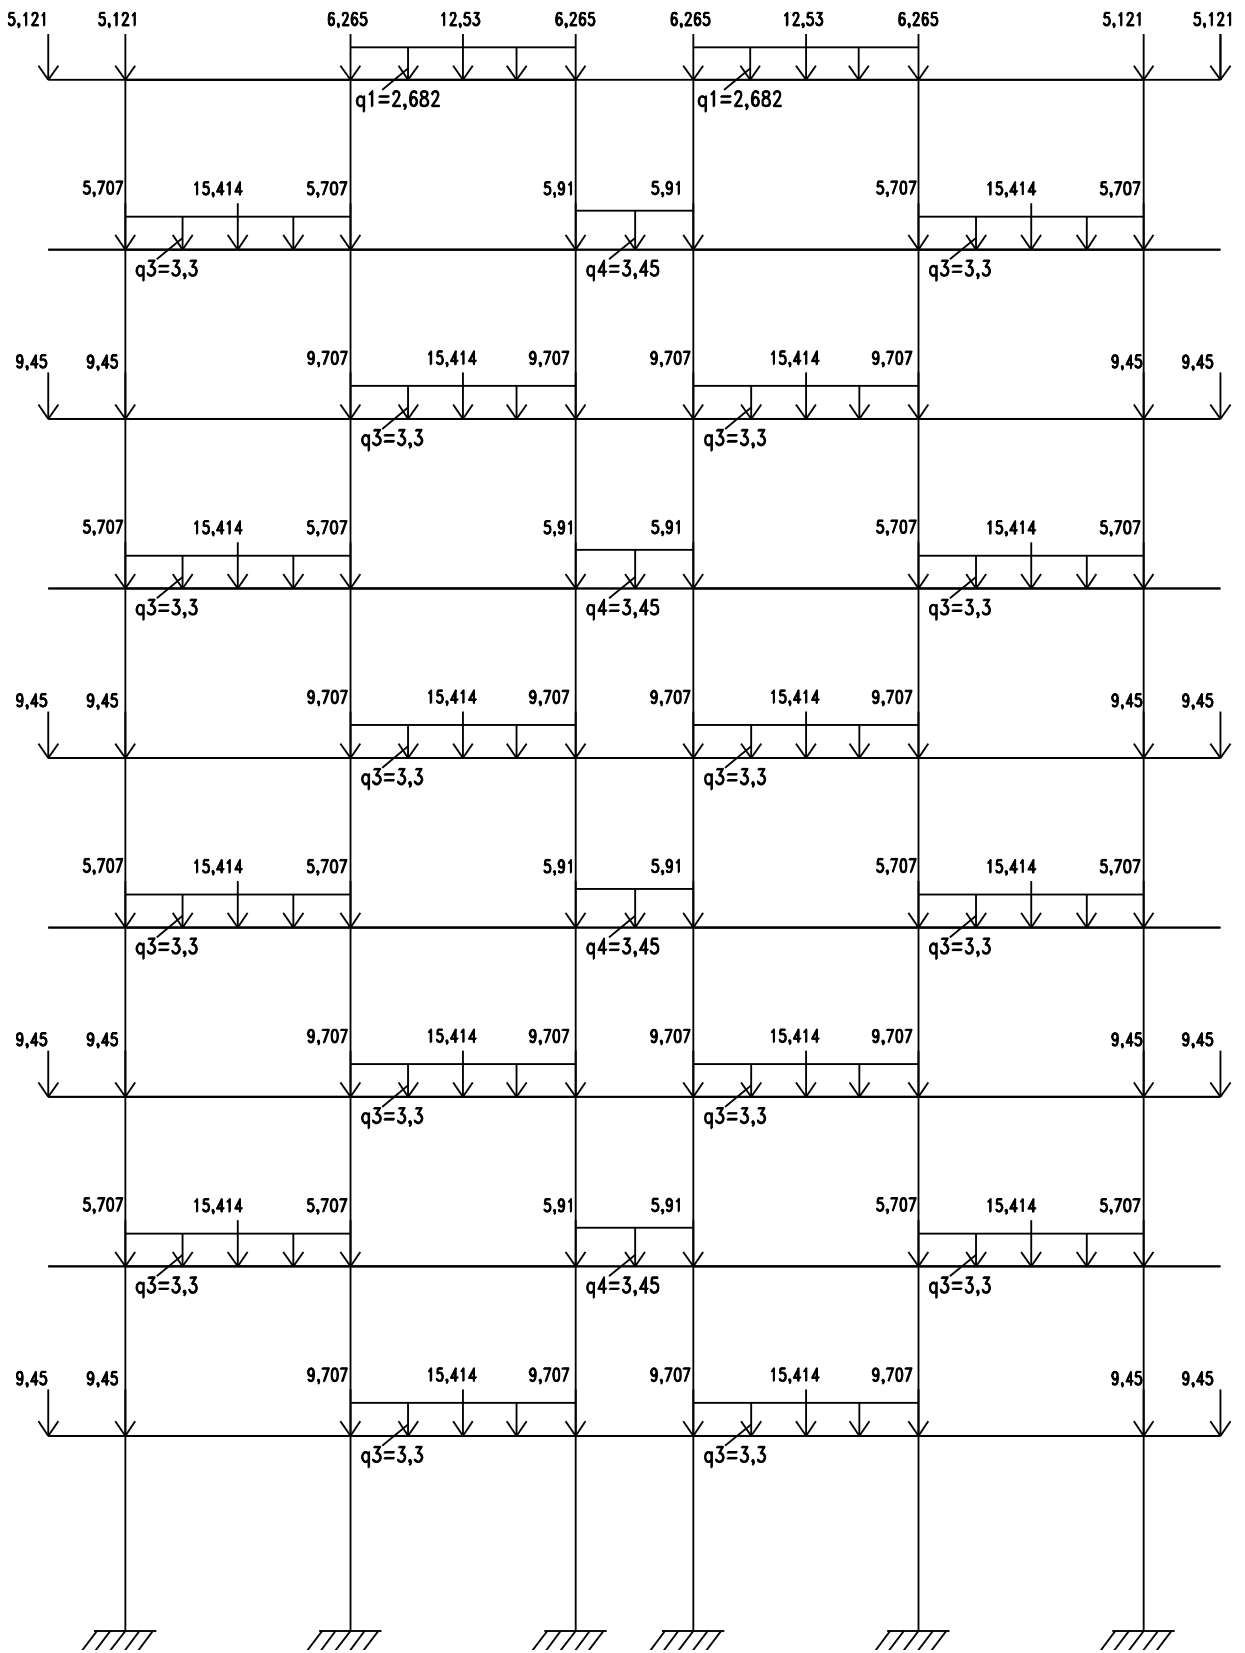 5,121 5,121 6,265 12,53 6,265 6,265 12,53 6,265 5,121 5,121
q1=2,682 q1=2,682
5,707 15,414 5,707 5,91 5,91 5,707 15,414 5,707
q3=3,3 q4=3,45 q3=3,3
9,45 9,45 9,707 15,414 9,707 9,707 15,414 9,707 9,45 9,45
q3=3,3 q3=3,3
5,707 15,414 5,707 5,91 5,91 5,707 15,414 5,707
q3=3,3 q4=3,45 q3=3,3
9,45 9,45 9,707 15,414 9,707 9,707 15,414 9,707 9,45 9,45
q3=3,3 q3=3,3
5,707 15,414 5,707 5,91 5,91 5,707 15,414 5,707
q3=3,3 q4=3,45 q3=3,3
9,45 9,45 9,707 15,414 9,707 9,707 15,414 9,707 9,45 9,45
q3=3,3 q3=3,3
5,707 15,414 5,707 5,91 5,91 5,707 15,414 5,707
q3=3,3 q4=3,45 q3=3,3
9,45 9,45 9,707 15,414 9,707 9,707 15,414 9,707 9,45 9,45
q3=3,3 q3=3,3